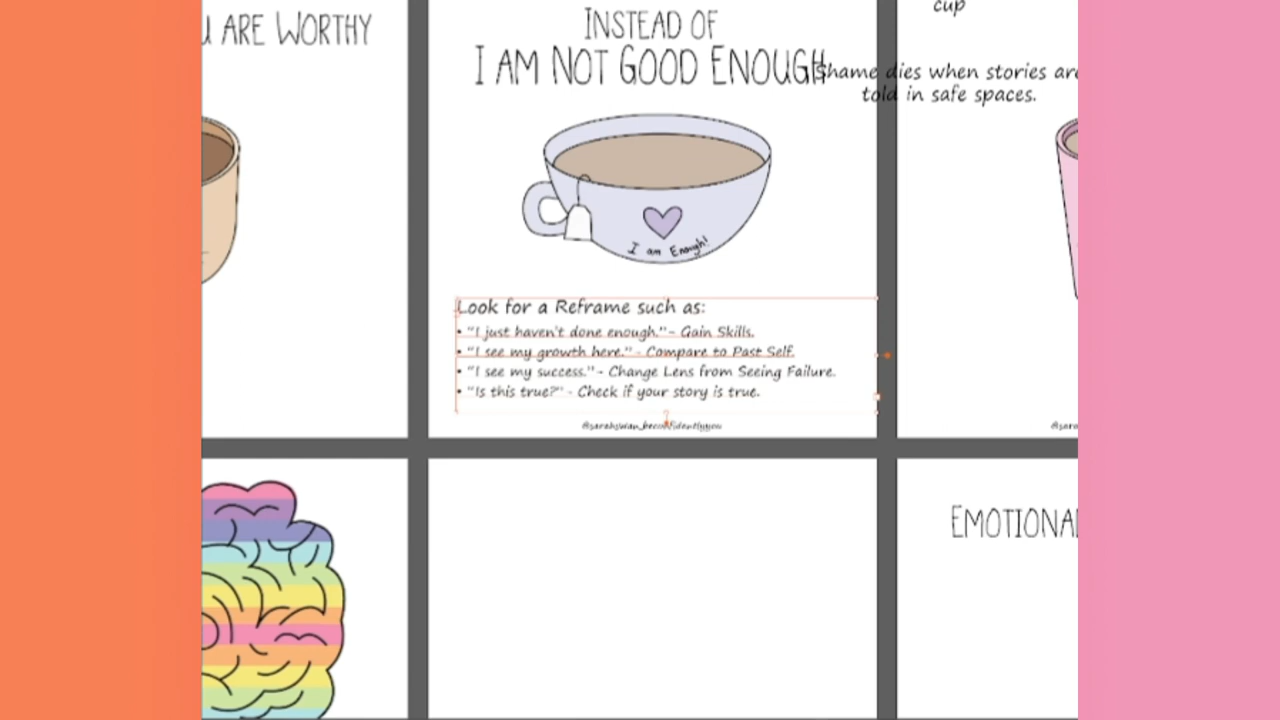 U ARE WORTHY
INSTEAD OF
I AM NOT GOOD ENOUGH
I am Enough!
Look for a Reframe such as:
• "I just haven't done enough." - Gain Skills.
• "I see my growth here." - Compare to Past Self.
• "I see my success." - Change Lens from Seeing Failure.
• "Is this true?" - Check if your story is true.
cup
Shame dies when stories are
told in safe spaces.
@sara
EMOTIONAL